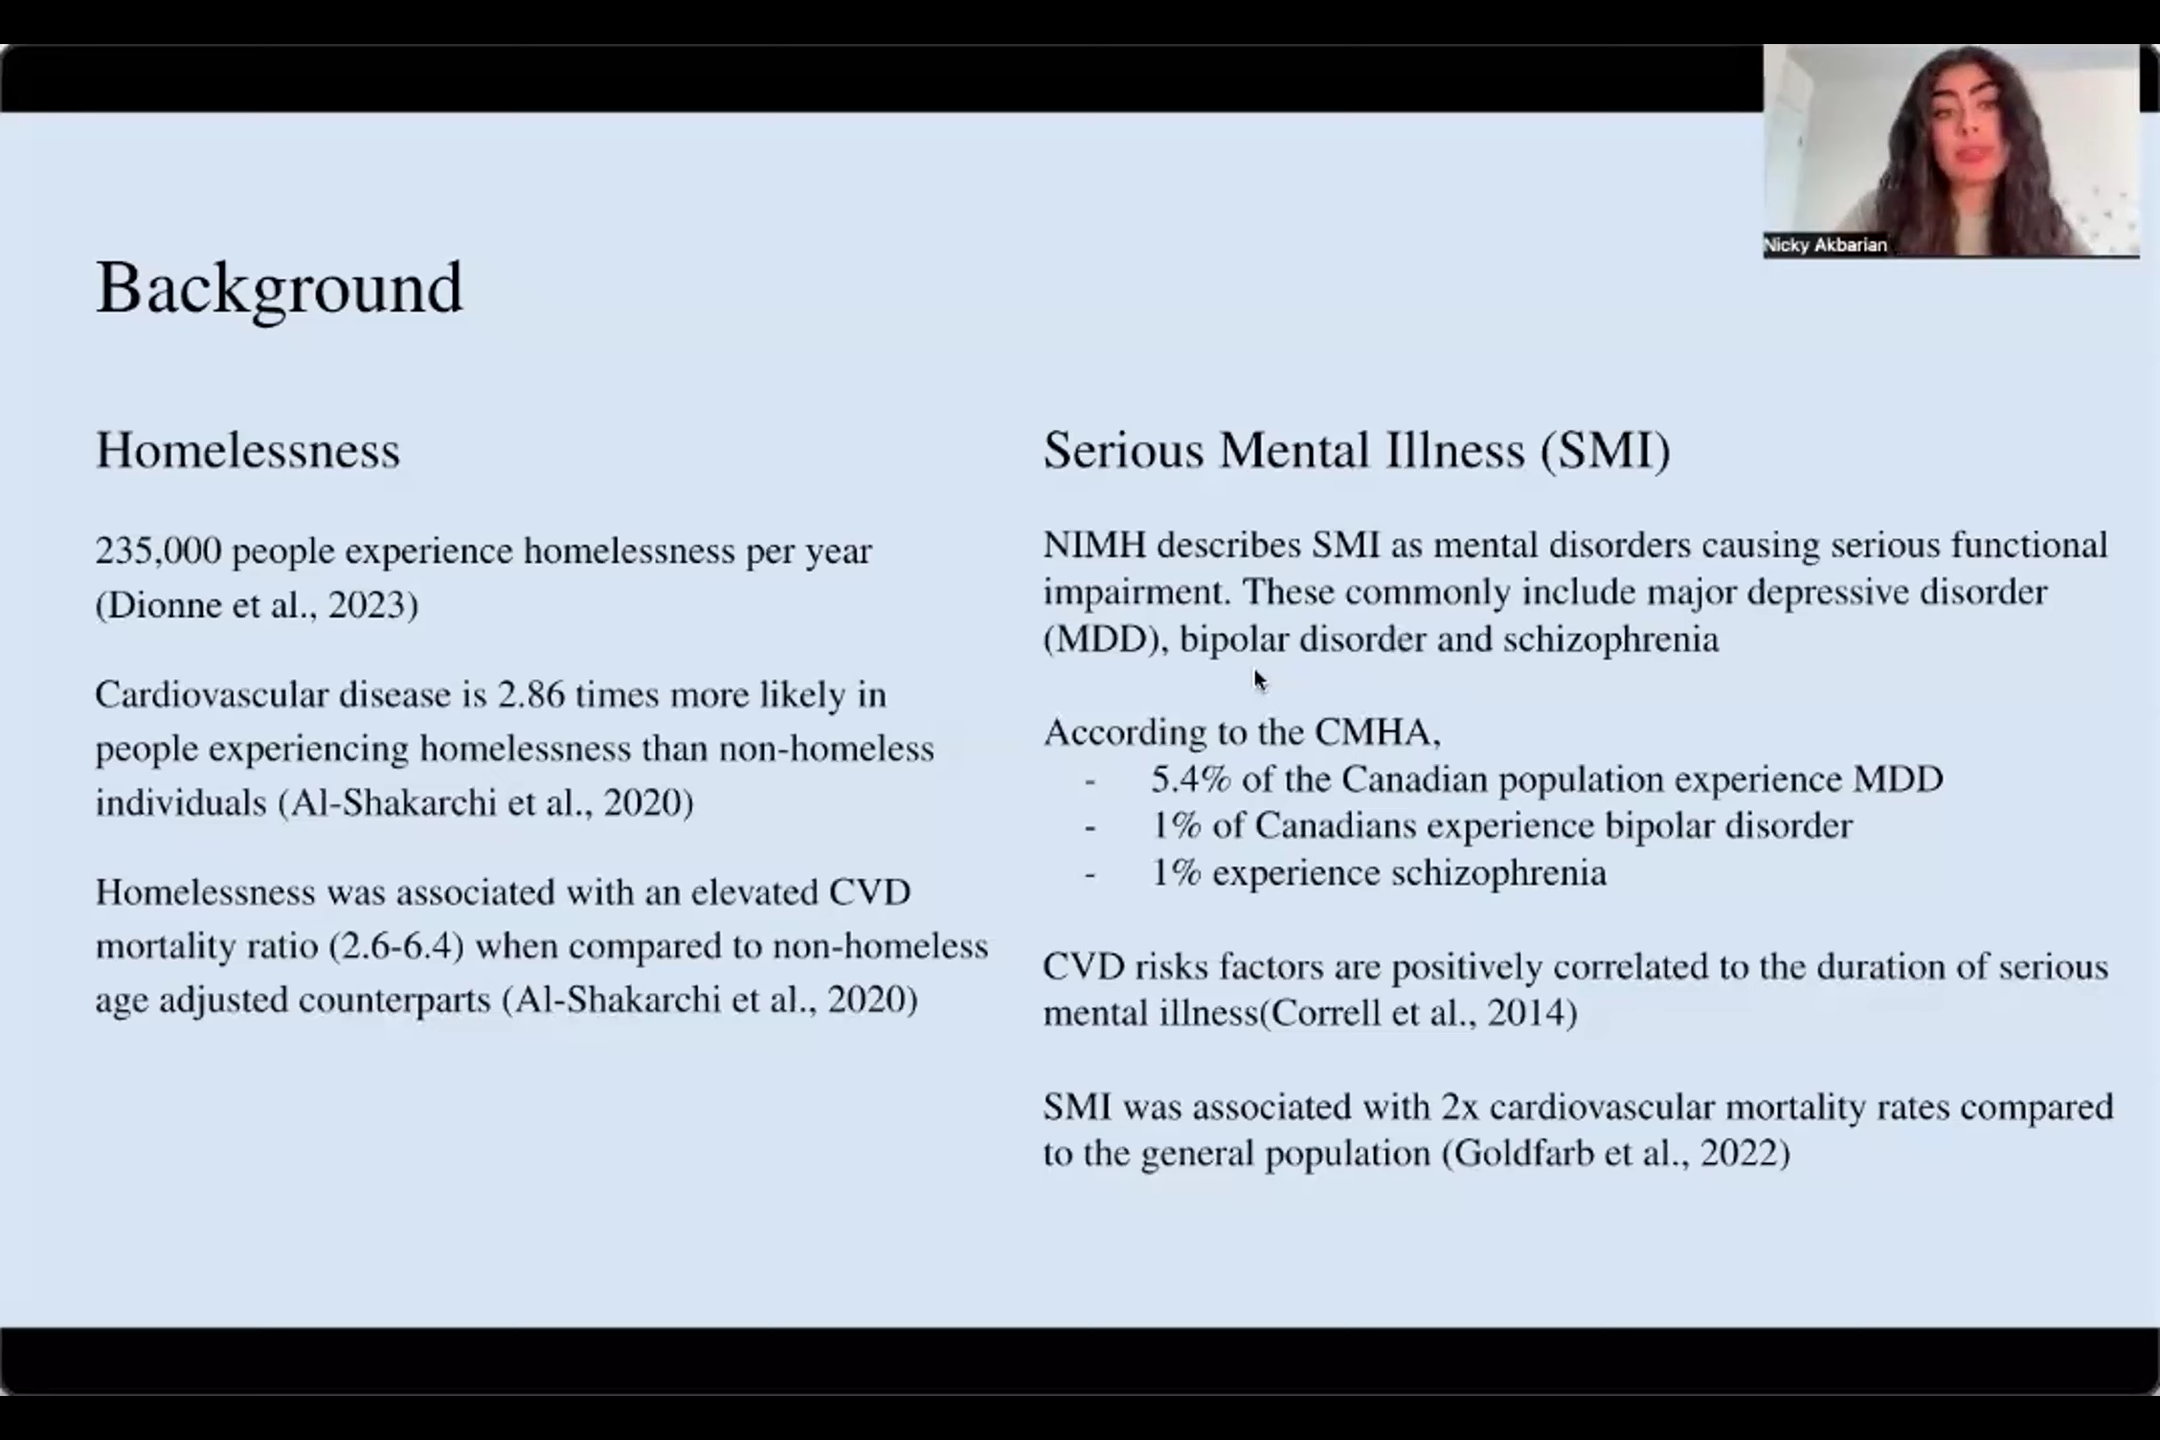 Nicky Akbarian
Background
Homelessness
235,000 people experience homelessness per year
(Dionne et al., 2023)
Cardiovascular disease is 2.86 times more likely in
people experiencing homelessness than non-homeless
individuals (Al-Shakarchi et al., 2020)
Homelessness was associated with an elevated CVD
mortality ratio (2.6-6.4) when compared to non-homeless
age adjusted counterparts (Al-Shakarchi et al., 2020)
Serious Mental Illness (SMI)
NIMH describes SMI as mental disorders causing serious functional
impairment. These commonly include major depressive disorder
(MDD), bipolar disorder and schizophrenia
According to the CMHA,
- 5.4% of the Canadian population experience MDD
- 1% of Canadians experience bipolar disorder
- 1% experience schizophrenia
CVD risks factors are positively correlated to the duration of serious
mental illness(Correll et al., 2014)
SMI was associated with 2x cardiovascular mortality rates compared
to the general population (Goldfarb et al., 2022)